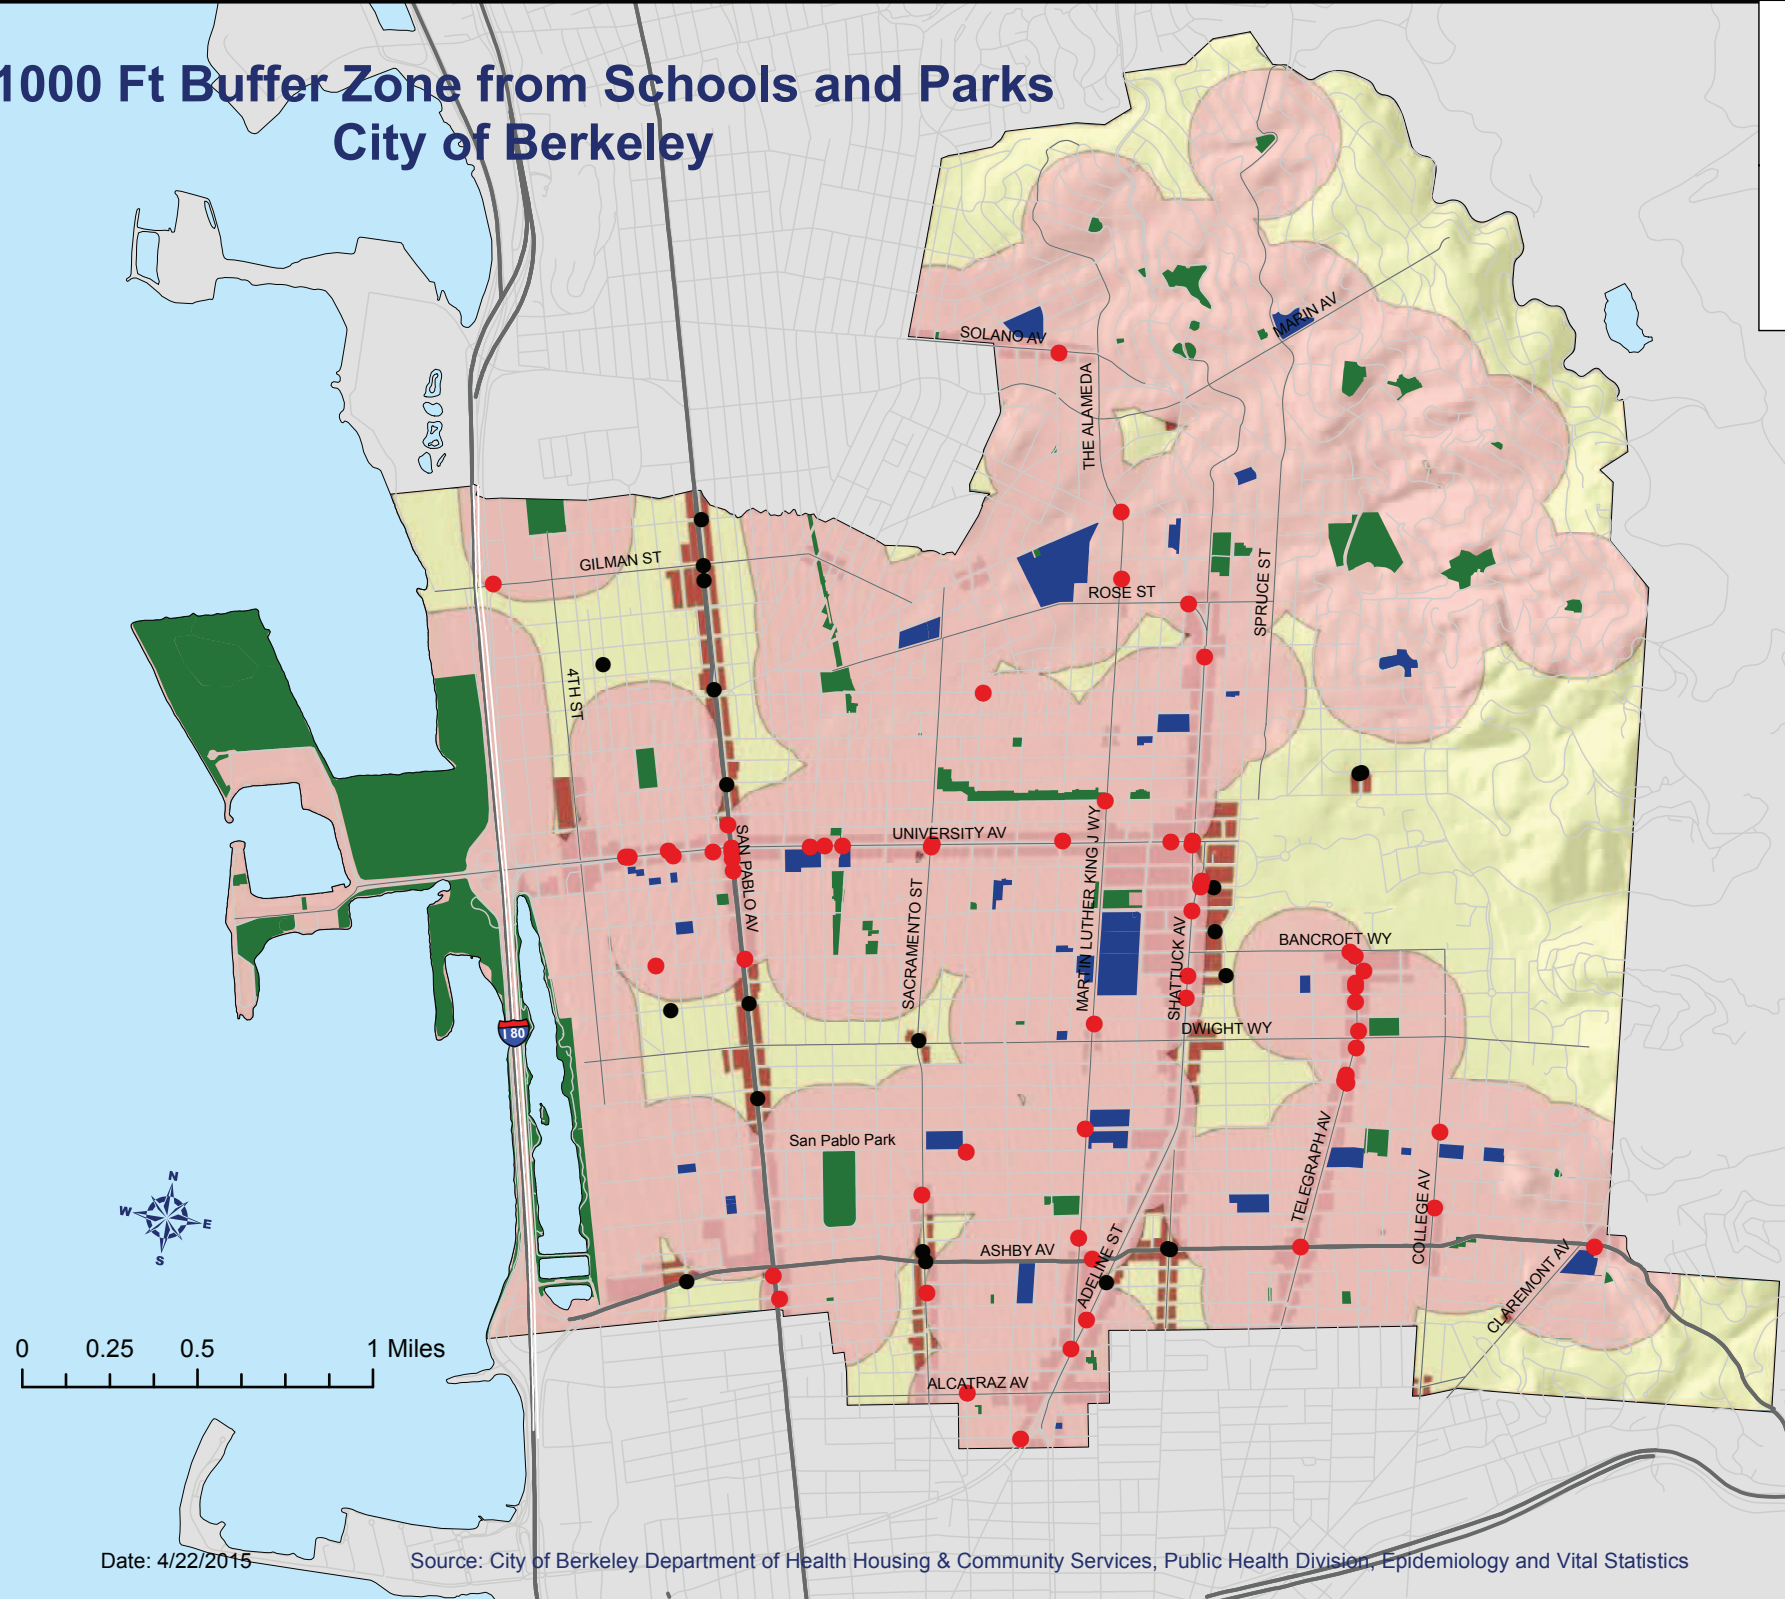 1000 Ft Buffer Zone from Schools and Parks
City of Berkeley
SOLANO AV
MARIN AV
THE ALAMEDA
GILMAN ST
ROSE ST
SPRUCE ST
4TH ST
UNIVERSITY AV
SAN PABLO AV
SACRAMENTO ST
MARTIN LUTHER KING J WY
SHATTUCK AV
BANCROFT WY
DWIGHT WY
I 80
San Pablo Park
TELEGRAPH AV
COLLEGE AV
ASHBY AV
ADELINE ST
CLAREMONT AV
ALCATRAZ AV
N
W
E
S
0 0.25 0.5 1 Miles
Date: 4/22/2015
Source: City of Berkeley Department of Health Housing & Community Services, Public Health Division, Epidemiology and Vital Statistics